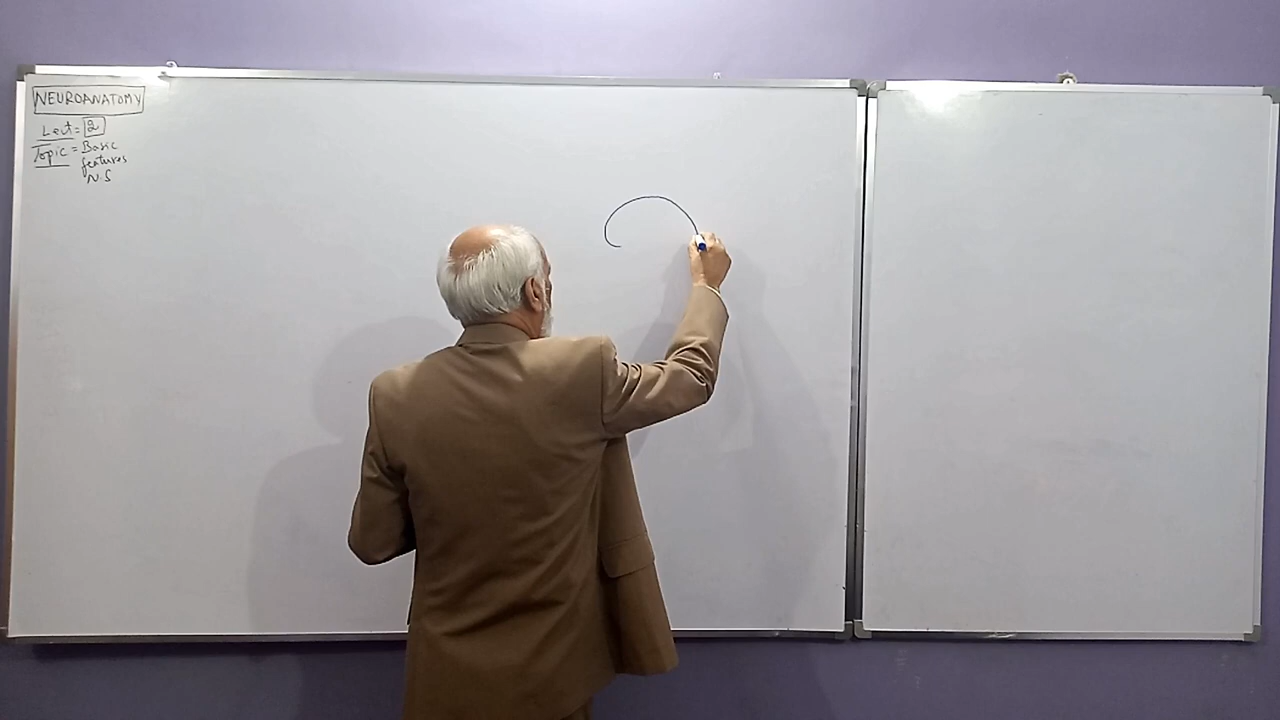 NEUROANATOMY
Lect = 2
Topic = Basic
features
N.S